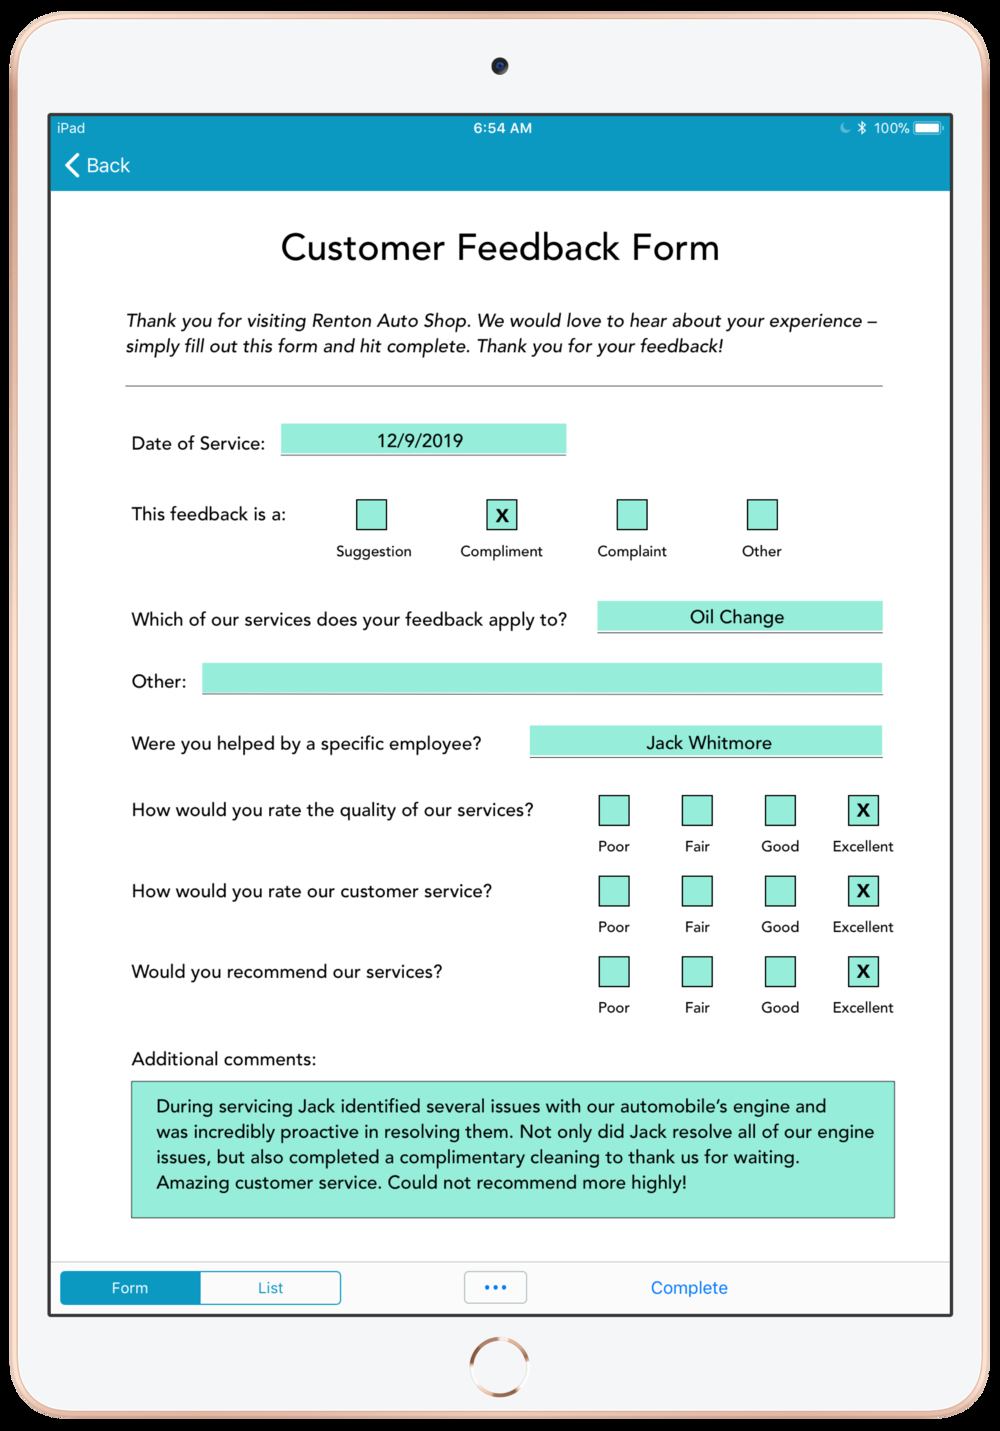 iPad
6:54 AM
100%
Back
Customer Feedback Form
Thank you for visiting Renton Auto Shop. We would love to hear about your experience –
simply fill out this form and hit complete. Thank you for your feedback!
Date of Service: 12/9/2019
This feedback is a:
X
Suggestion Compliment Complaint Other
Which of our services does your feedback apply to? Oil Change
Other:
Were you helped by a specific employee? Jack Whitmore
How would you rate the quality of our services? X
Poor Fair Good Excellent
How would you rate our customer service? X
Poor Fair Good Excellent
Would you recommend our services? X
Poor Fair Good Excellent
Additional comments:
During servicing Jack identified several issues with our automobile’s engine and
was incredibly proactive in resolving them. Not only did Jack resolve all of our engine
issues, but also completed a complimentary cleaning to thank us for waiting.
Amazing customer service. Could not recommend more highly!
Form List ••• Complete